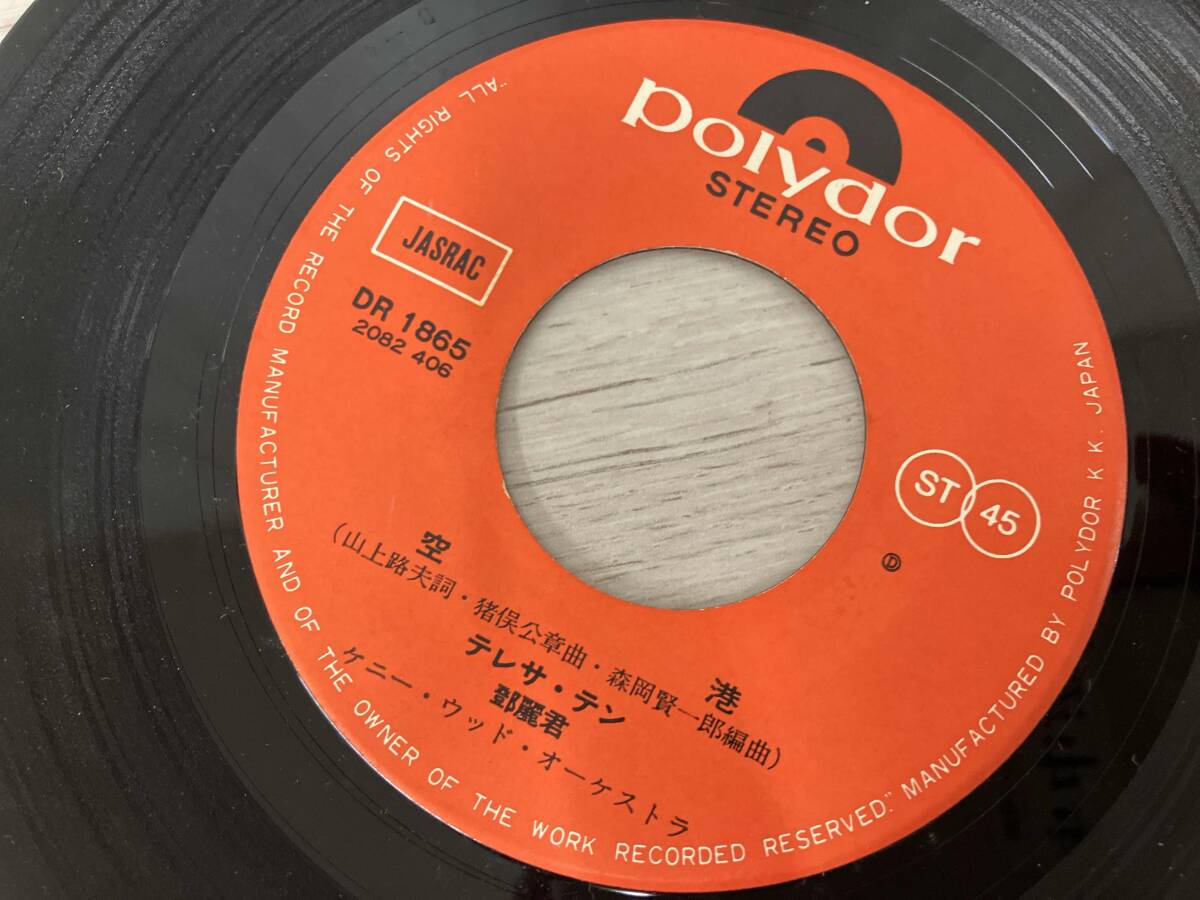 polydor
STEREO
JASRAC
DR 1865
2082 406
ST 45
Ⓓ
空 港
(山上路夫詞・猪俣公章曲・森岡賢一郎編曲)
テレサ・テン
鄧麗君
ケニー・ウッド・オーケストラ
"ALL RIGHTS OF THE RECORD MANUFACTURER AND OF THE OWNER OF THE WORK RECORDED RESERVED." MANUFACTURED BY POLYDOR K K. JAPAN